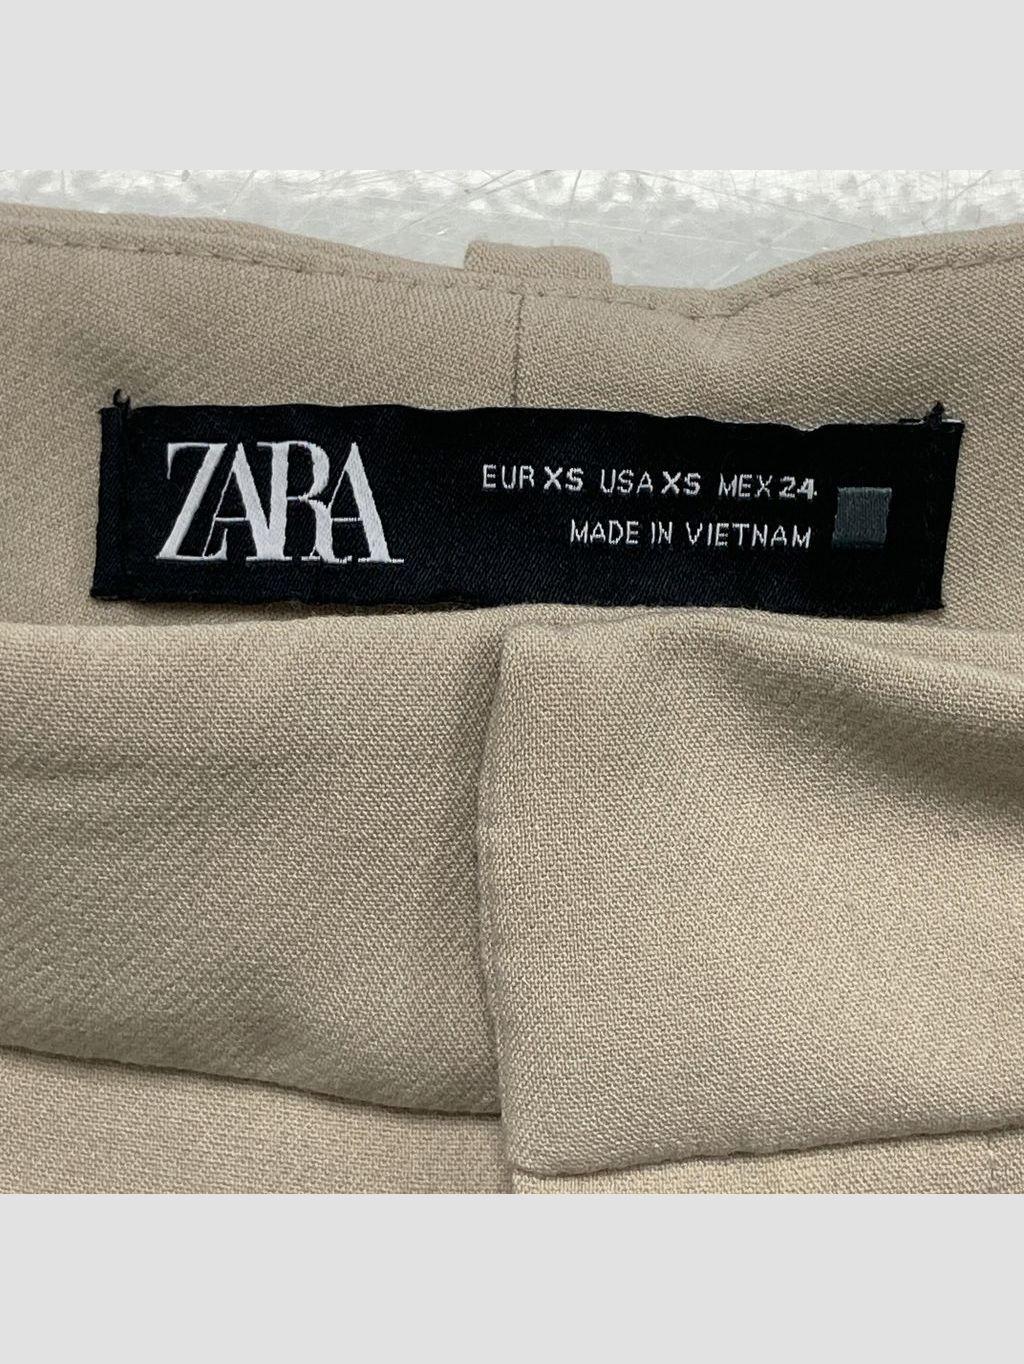 ZARA
EUR XS USA XS MEX 24
MADE IN VIETNAM